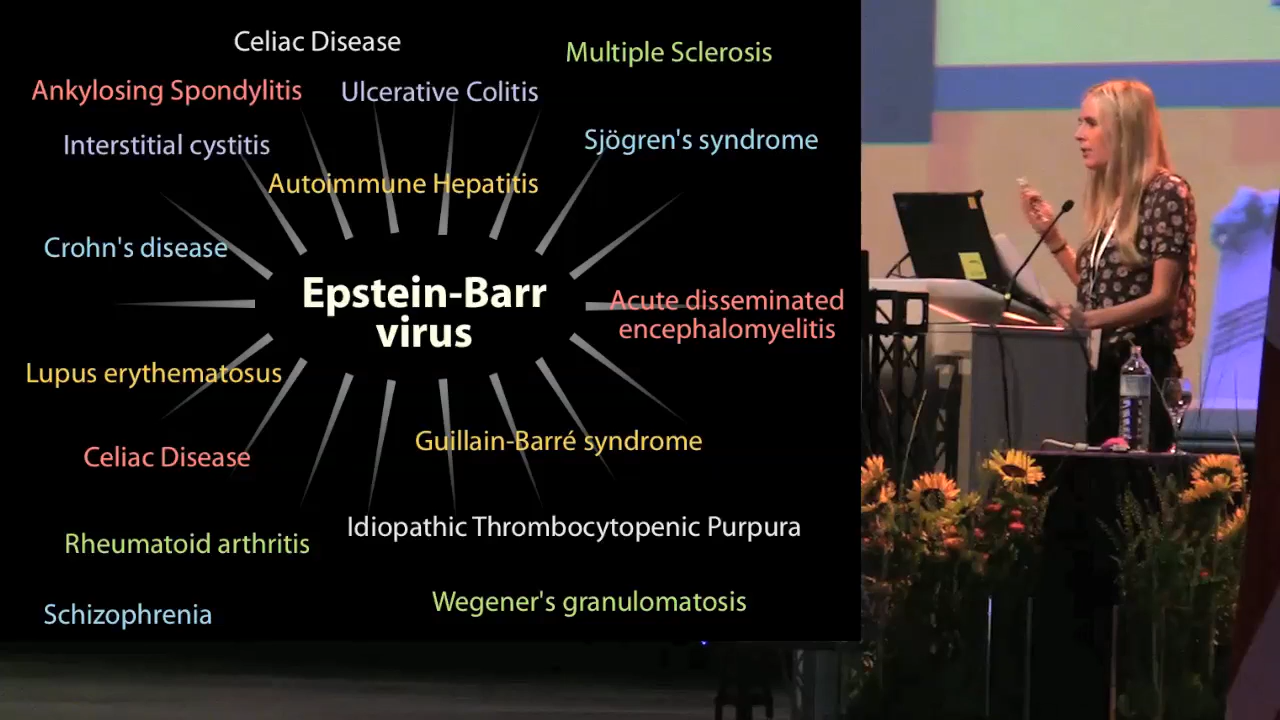 Celiac Disease
Multiple Sclerosis
Ankylosing Spondylitis
Ulcerative Colitis
Interstitial cystitis
Sjögren's syndrome
Autoimmune Hepatitis
Crohn's disease
Epstein-Barr
virus
Acute disseminated
encephalomyelitis
Lupus erythematosus
Guillain-Barré syndrome
Celiac Disease
Idiopathic Thrombocytopenic Purpura
Rheumatoid arthritis
Wegener's granulomatosis
Schizophrenia